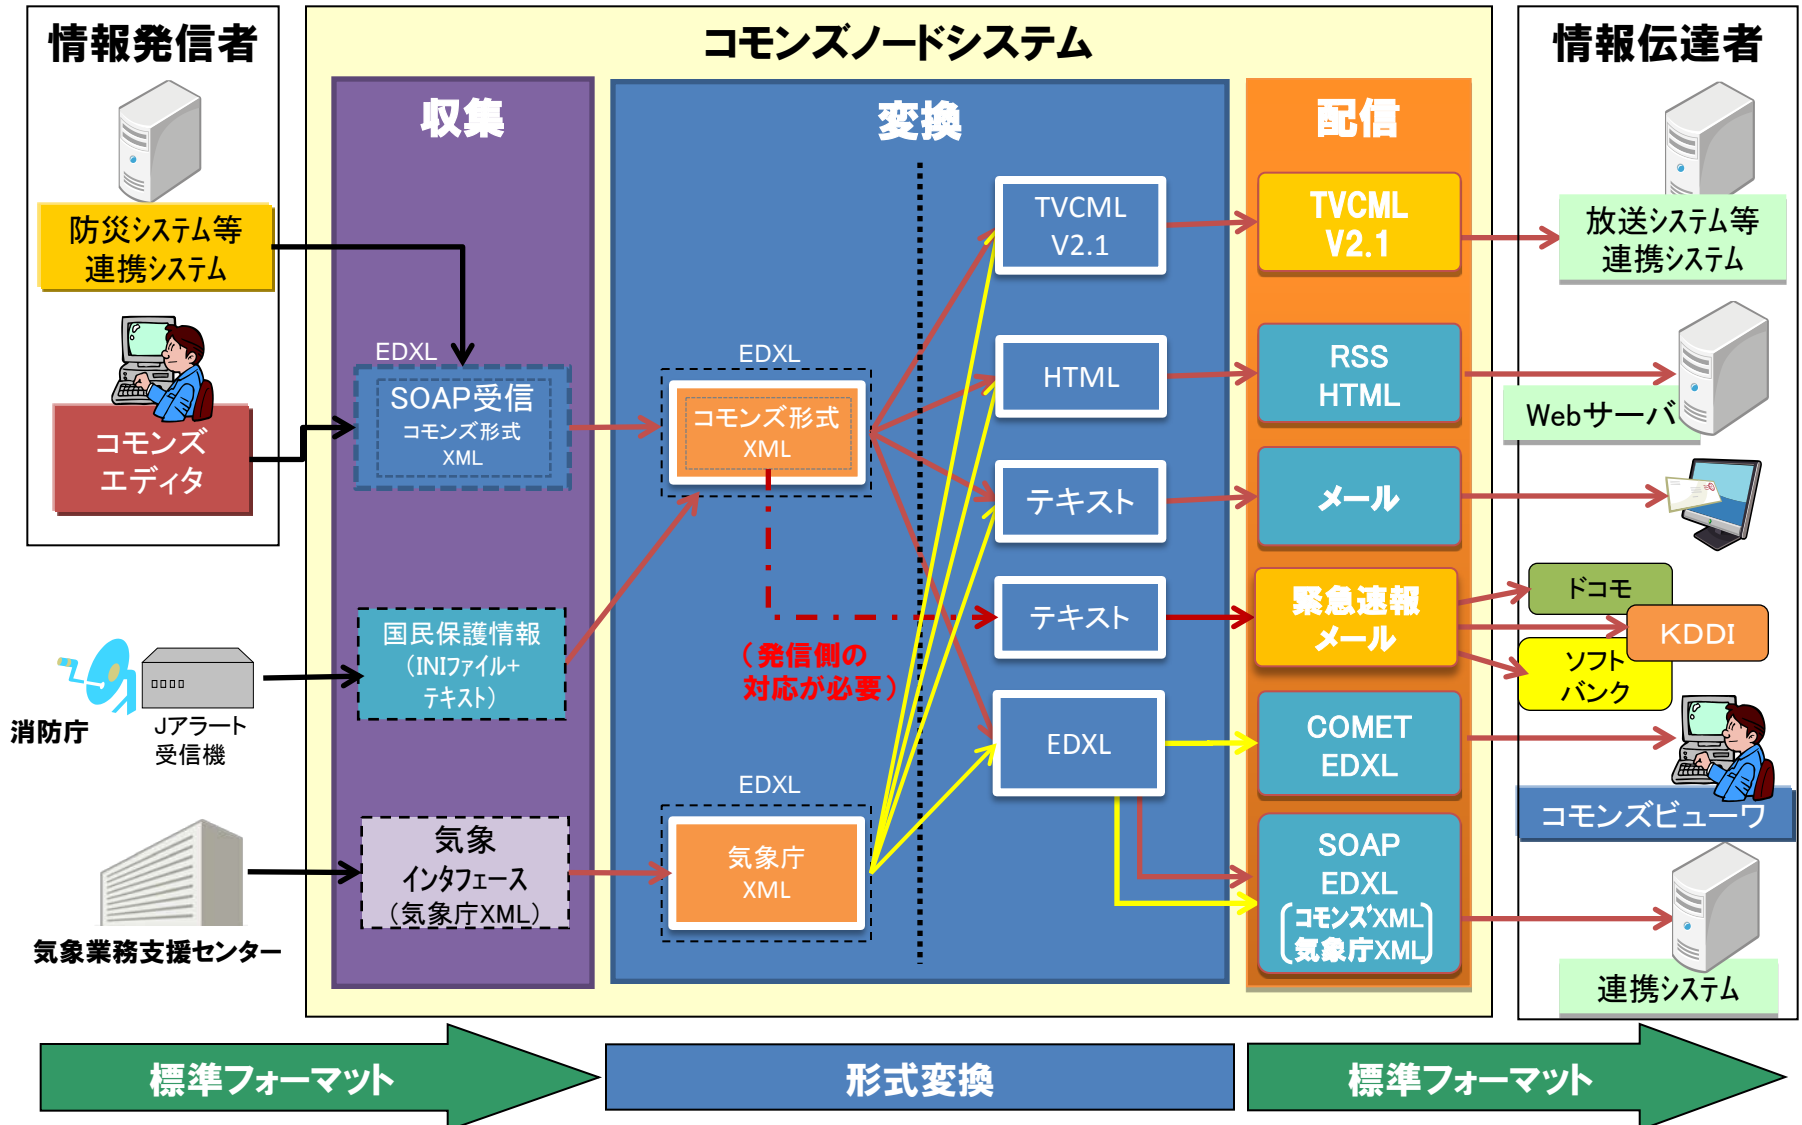 情報発信者
防災システム等
連携システム
コモンズ
エディタ
消防庁
Jアラート
受信機
気象業務支援センター
コモンズノードシステム
収集
EDXL
SOAP受信
コモンズ形式
XML
国民保護情報
（INIファイル+
テキスト）
気象
インタフェース
（気象庁XML）
変換
EDXL
コモンズ形式
XML
（発信側の
対応が必要）
EDXL
気象庁
XML
TVCML
V2.1
HTML
テキスト
テキスト
EDXL
配信
TVCML
V2.1
RSS
HTML
メール
緊急速報
メール
COMET
EDXL
SOAP
EDXL
コモンズXML
気象庁XML
情報伝達者
放送システム等
連携システム
Webサーバ
ドコモ
KDDI
ソフト
バンク
コモンズビューワ
連携システム
標準フォーマット
形式変換
標準フォーマット